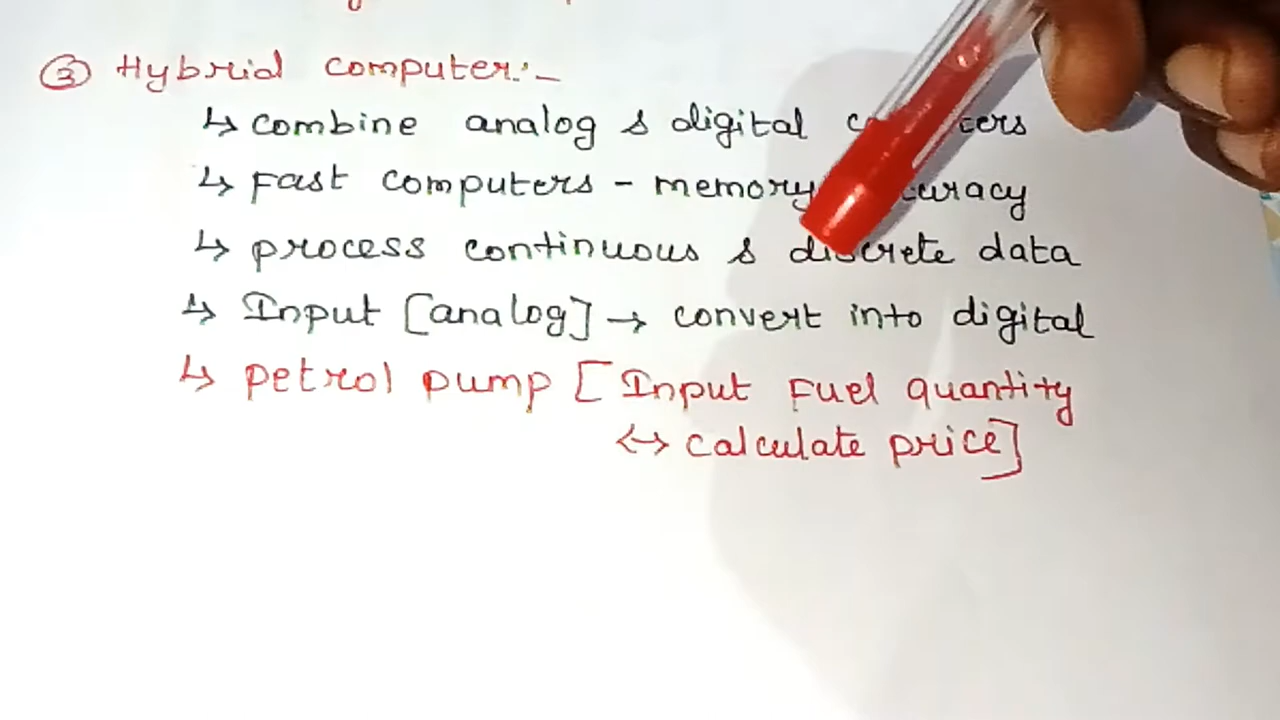 ③ Hybrid computer:-
↳ combine analog & digital
↳ Fast computers - memory
↳ process continuous & discrete data
↳ Input [analog] → convert into digital
↳ petrol pump [Input Fuel quantity
↔ calculate price]